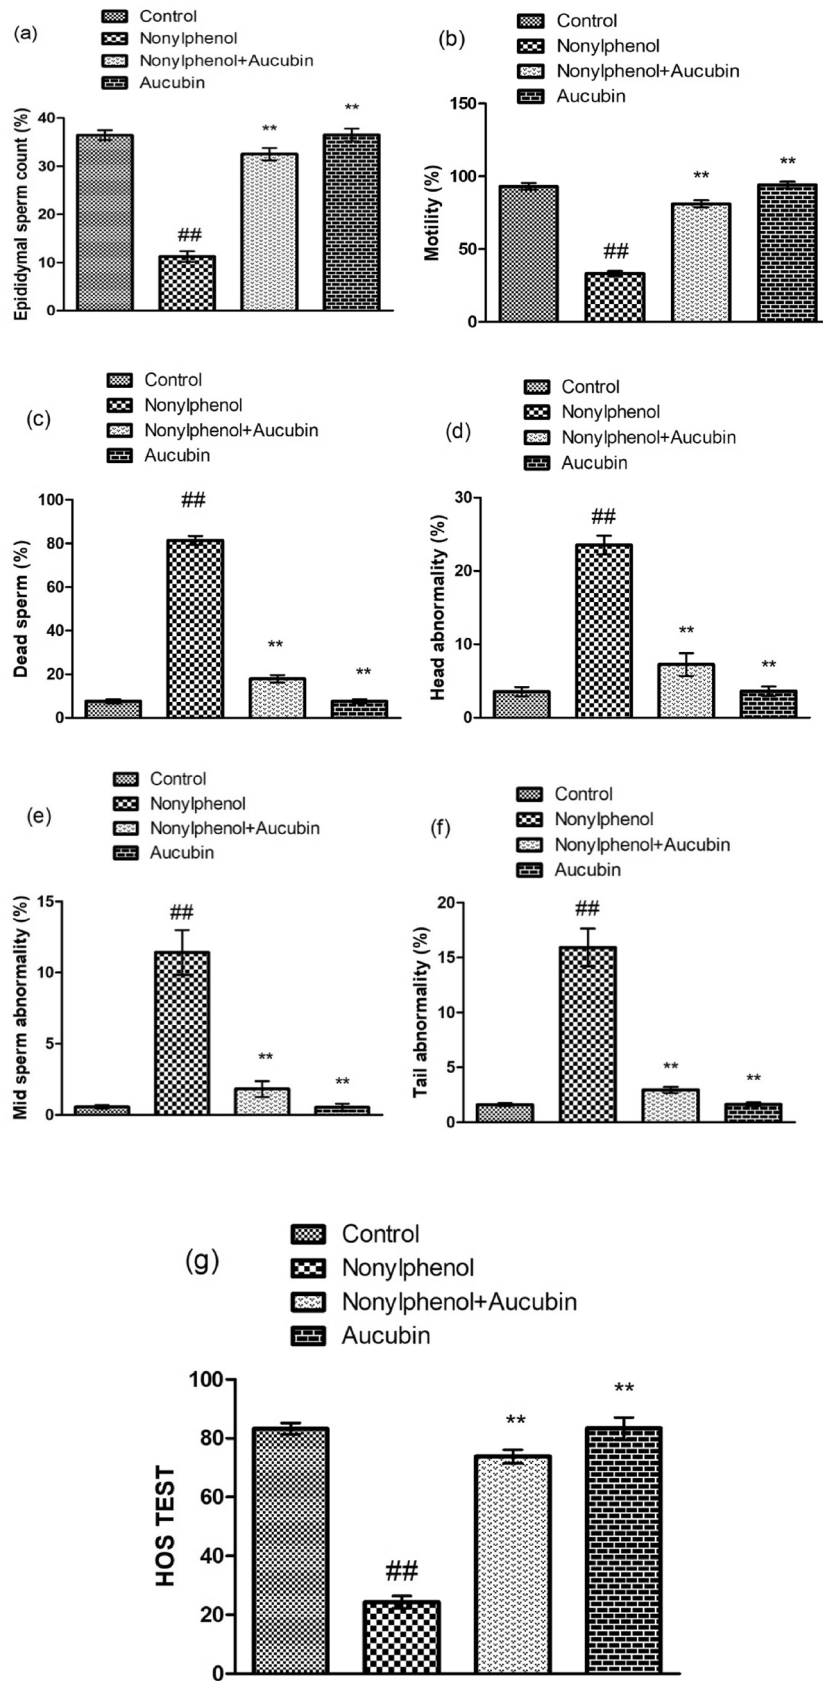 (a)
Control
Nonylphenol
Nonylphenol+Aucubin
Aucubin
Epididymal sperm count (%)
40
30
20
10
0
##
**
**
(b)
Control
Nonylphenol
Nonylphenol+Aucubin
Aucubin
Motility (%)
150
100
50
0
##
**
**
(c)
Control
Nonylphenol
Nonylphenol+Aucubin
Aucubin
Dead sperm (%)
100
80
60
40
20
0
##
**
**
(d)
Control
Nonylphenol
Nonylphenol+Aucubin
Aucubin
Head abnormality (%)
30
20
10
0
##
**
**
(e)
Control
Nonylphenol
Nonylphenol+Aucubin
Aucubin
Mid sperm abnormality (%)
15
10
5
0
##
**
**
(f)
Control
Nonylphenol
Nonylphenol+Aucubin
Aucubin
Tail abnormality (%)
20
15
10
5
0
##
**
**
(g)
Control
Nonylphenol
Nonylphenol+Aucubin
Aucubin
HOS TEST
100
80
60
40
20
0
##
**
**